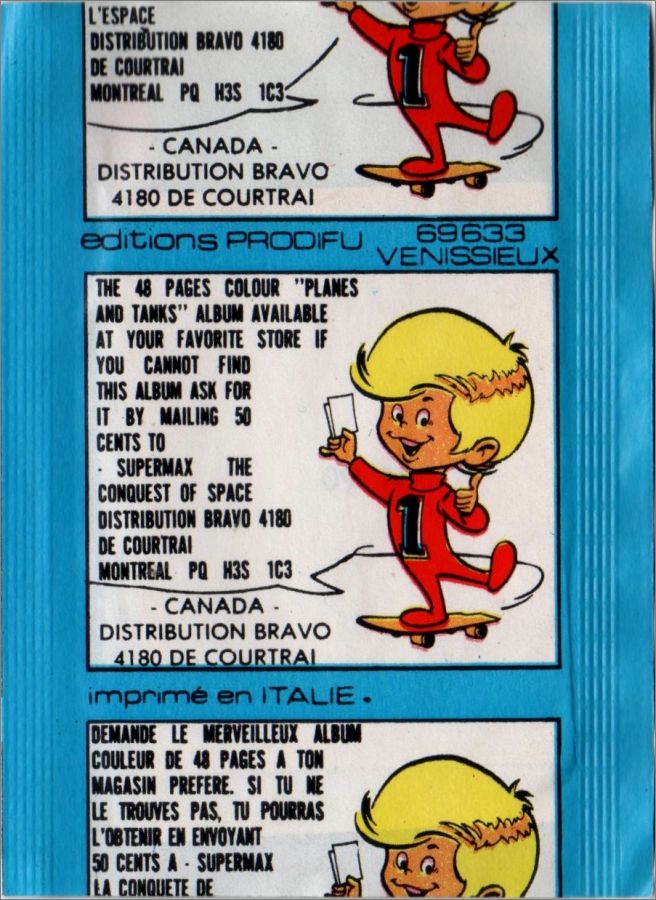 L'ESPACE
DISTRIBUTION BRAVO 4180
DE COURTRAI
MONTREAL PQ H3S 1C3
- CANADA -
DISTRIBUTION BRAVO
4180 DE COURTRAI
editions PRODIFU 69633
VENISSIEUX
THE 48 PAGES COLOUR "PLANES
AND TANKS" ALBUM AVAILABLE
AT YOUR FAVORITE STORE IF
YOU CANNOT FIND
THIS ALBUM ASK FOR
IT BY MAILING 50
CENTS TO
- SUPERMAX THE
CONQUEST OF SPACE
DISTRIBUTION BRAVO 4180
DE COURTRAI
MONTREAL PQ H3S 1C3
- CANADA -
DISTRIBUTION BRAVO
4180 DE COURTRAI
1
1
imprimé en ITALIE.
DEMANDE LE MERVEILLEUX ALBUM
COULEUR DE 48 PAGES A TON
MAGASIN PREFERE. SI TU NE
LE TROUVES PAS, TU POURRAS
L'OBTENIR EN ENVOYANT
50 CENTS A - SUPERMAX
LA CONQUETE DE